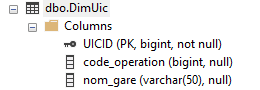 dbo.DimUic
Columns
UICID (PK, bigint, not null)
code_operation (bigint, null)
nom_gare (varchar(50), null)